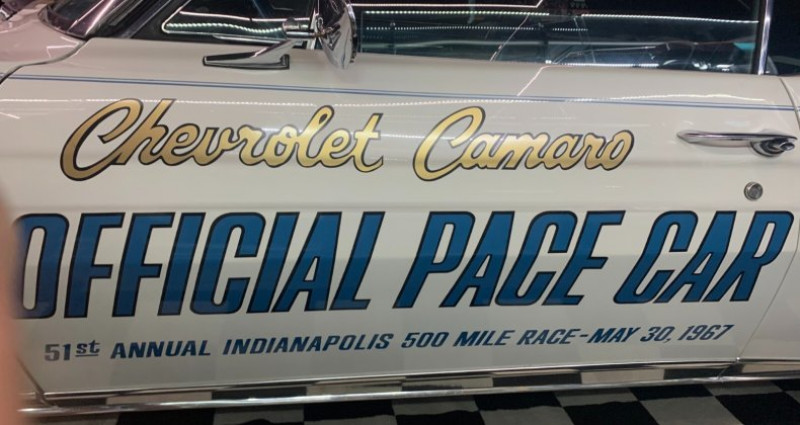 Chevrolet Camaro
OFFICIAL PACE CAR
51st ANNUAL INDIANAPOLIS 500 MILE RACE-MAY 30, 1967